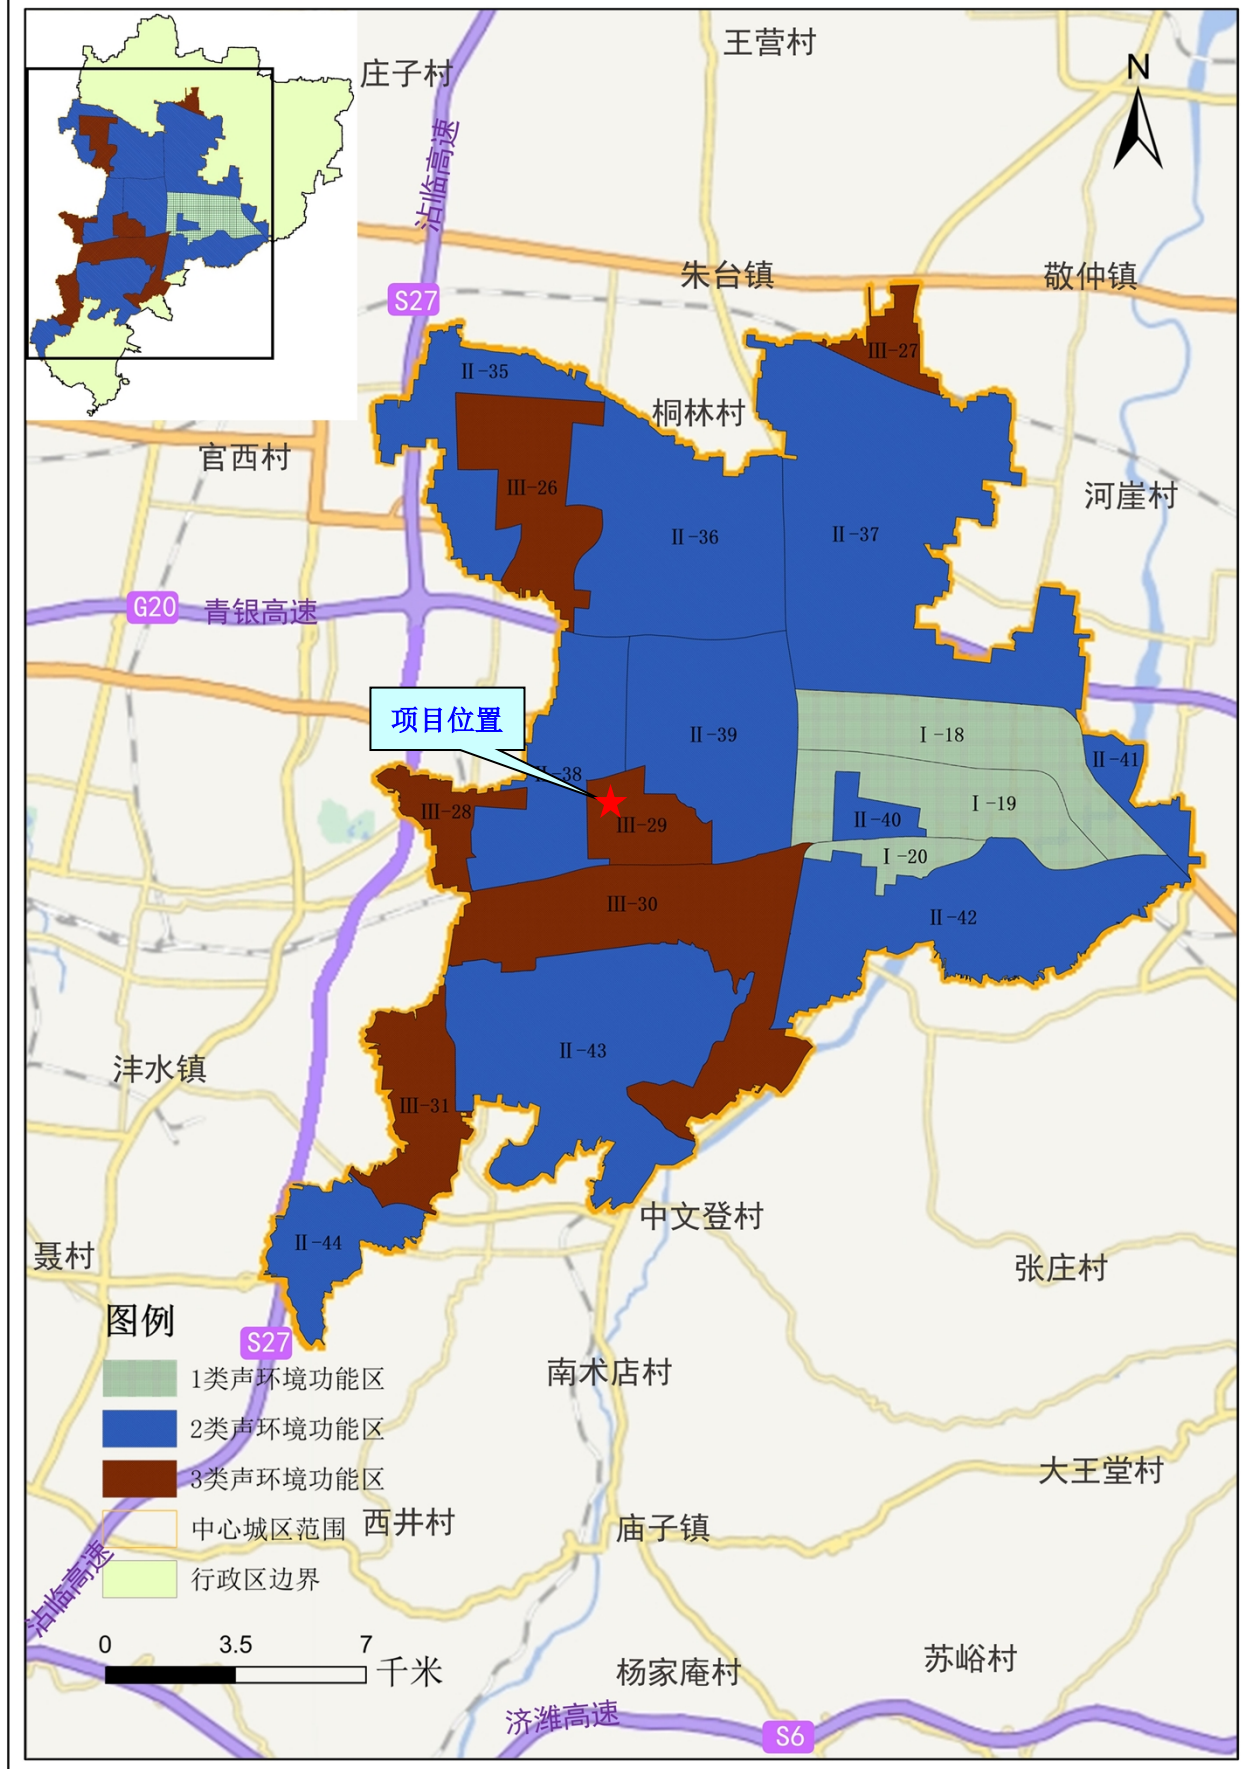 王营村
庄子村
N
沾临高速
朱台镇
敬仲镇
S27
III-27
II-35
桐林村
官西村
III-26
河崖村
II-36
II-37
G20
青银高速
项目位置
II-39
I-18
II-41
II-38
III-28
I-19
III-29
II-40
I-20
III-30
II-42
II-43
沣水镇
III-31
中文登村
II-44
聂村
张庄村
图例
S27
南术店村
1类声环境功能区
2类声环境功能区
大王堂村
3类声环境功能区
西井村
中心城区范围
庙子镇
行政区边界
沾临高速
0 3.5 7
千米
苏峪村
杨家庵村
济潍高速
S6